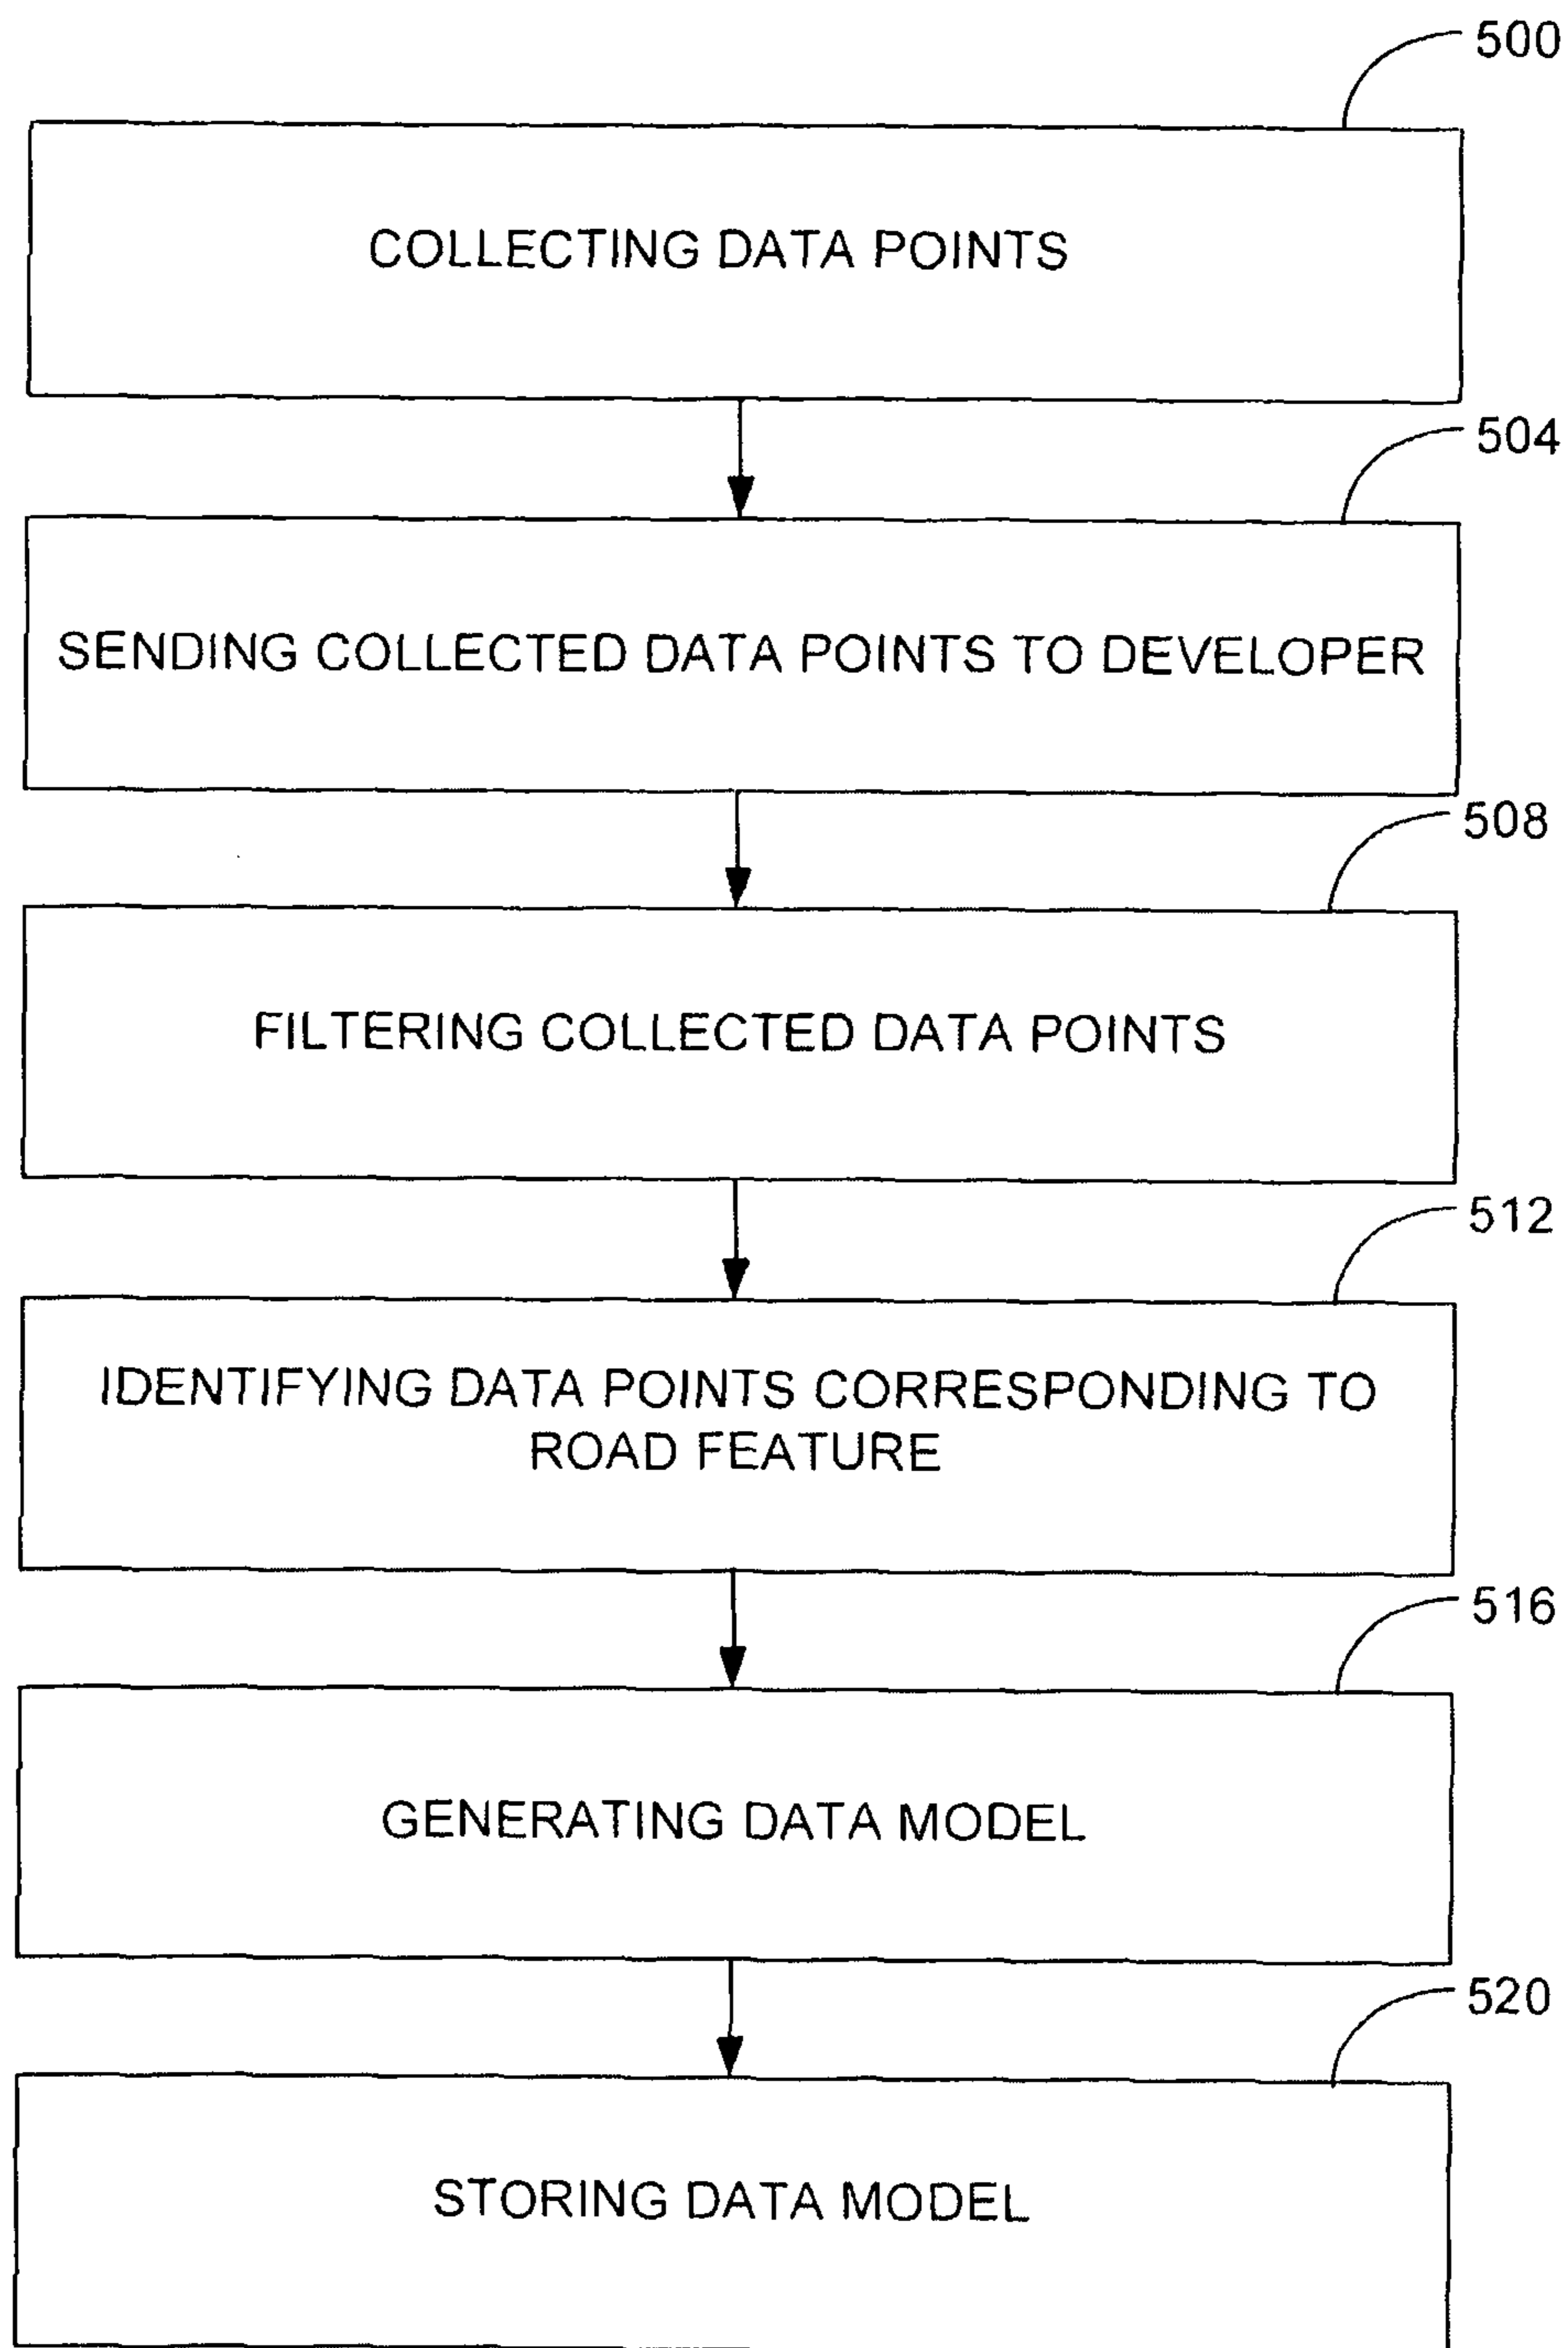 500
COLLECTING DATA POINTS
504
SENDING COLLECTED DATA POINTS TO DEVELOPER
508
FILTERING COLLECTED DATA POINTS
512
IDENTIFYING DATA POINTS CORRESPONDING TO
ROAD FEATURE
516
GENERATING DATA MODEL
520
STORING DATA MODEL